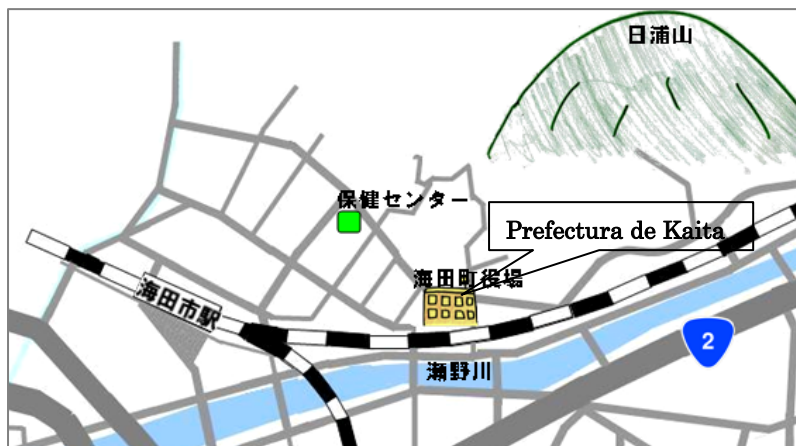 日浦山
保健センター
Prefectura de Kaita
海田町役場
海田市駅
2
瀬野川